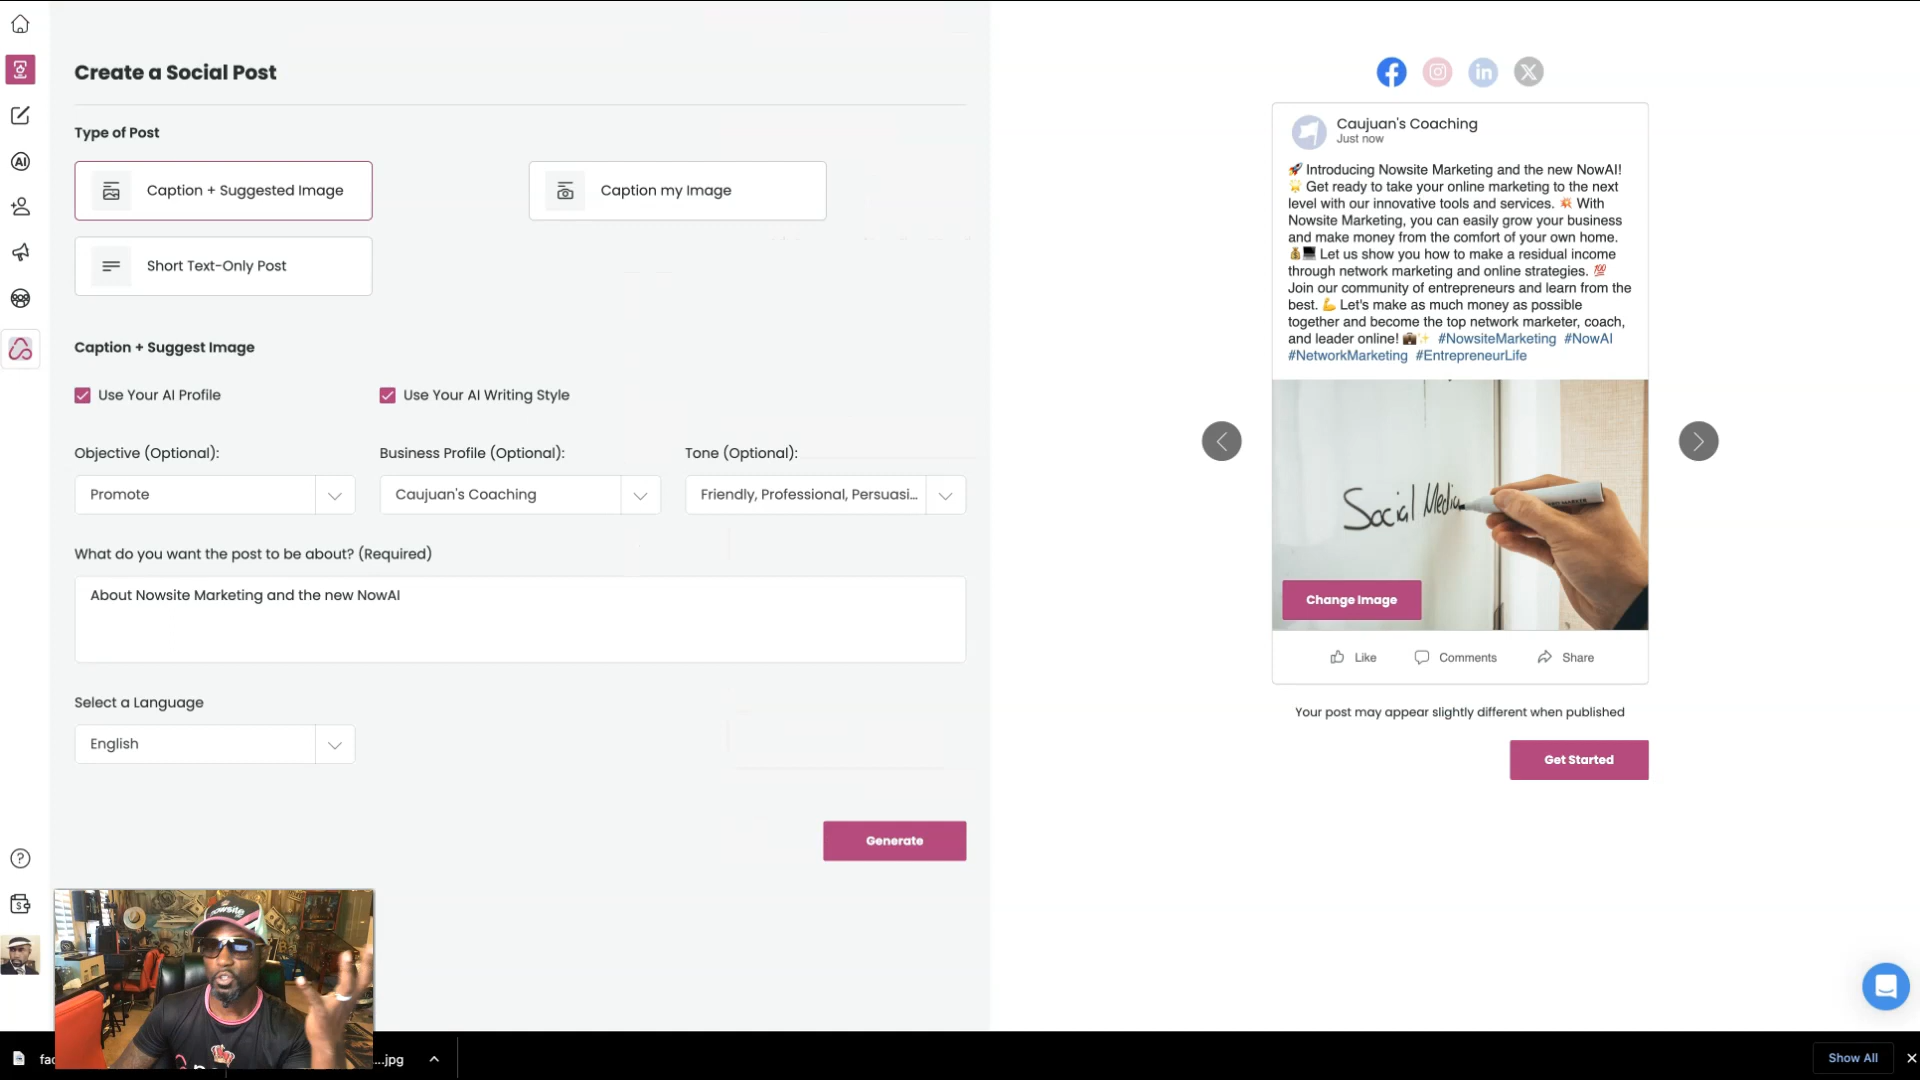 Create a Social Post
Type of Post
Caption + Suggested Image
Caption my Image
Short Text-Only Post
Caption + Suggest Image
Use Your AI Profile
Use Your AI Writing Style
Objective (Optional):
Business Profile (Optional):
Tone (Optional):
Promote
Caujuan's Coaching
Friendly, Professional, Persuasi...
What do you want the post to be about? (Required)
About Nowsite Marketing and the new NowAI
Select a Language
English
Generate
AI
Caujuan's Coaching
Just now
🚀 Introducing Nowsite Marketing and the new NowAI!
🌟 Get ready to take your online marketing to the next
level with our innovative tools and services. 💥 With
Nowsite Marketing, you can easily grow your business
and make money from the comfort of your own home.
💰💻 Let us show you how to make a residual income
through network marketing and online strategies. 💯
Join our community of entrepreneurs and learn from the
best. 💪 Let's make as much money as possible
together and become the top network marketer, coach,
and leader online! 💼✨ #NowsiteMarketing #NowAI
#NetworkMarketing #EntrepreneurLife
Social Media
Change Image
Like
Comments
Share
Your post may appear slightly different when published
Get Started
nowsite
fac
....jpg
Show All